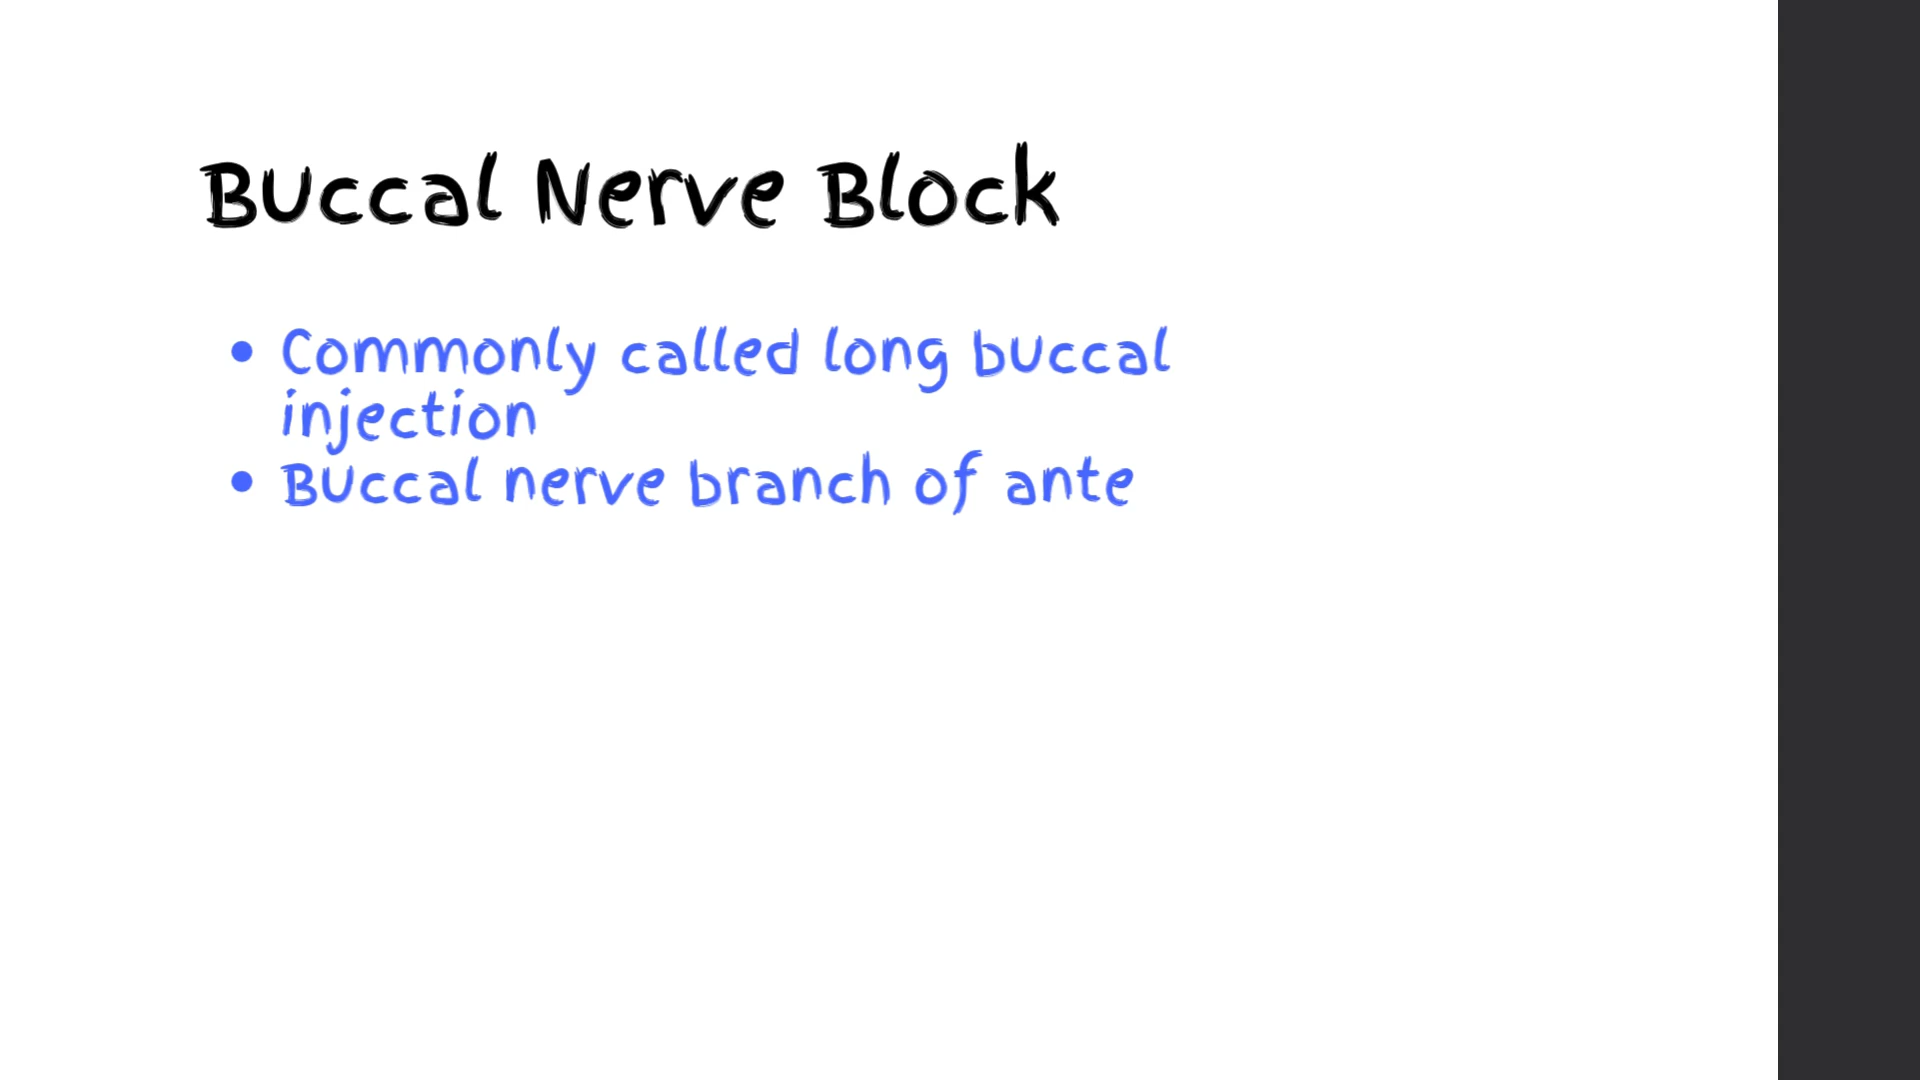 Buccal Nerve Block
• Commonly called long buccal
injection
• Buccal nerve branch of ante